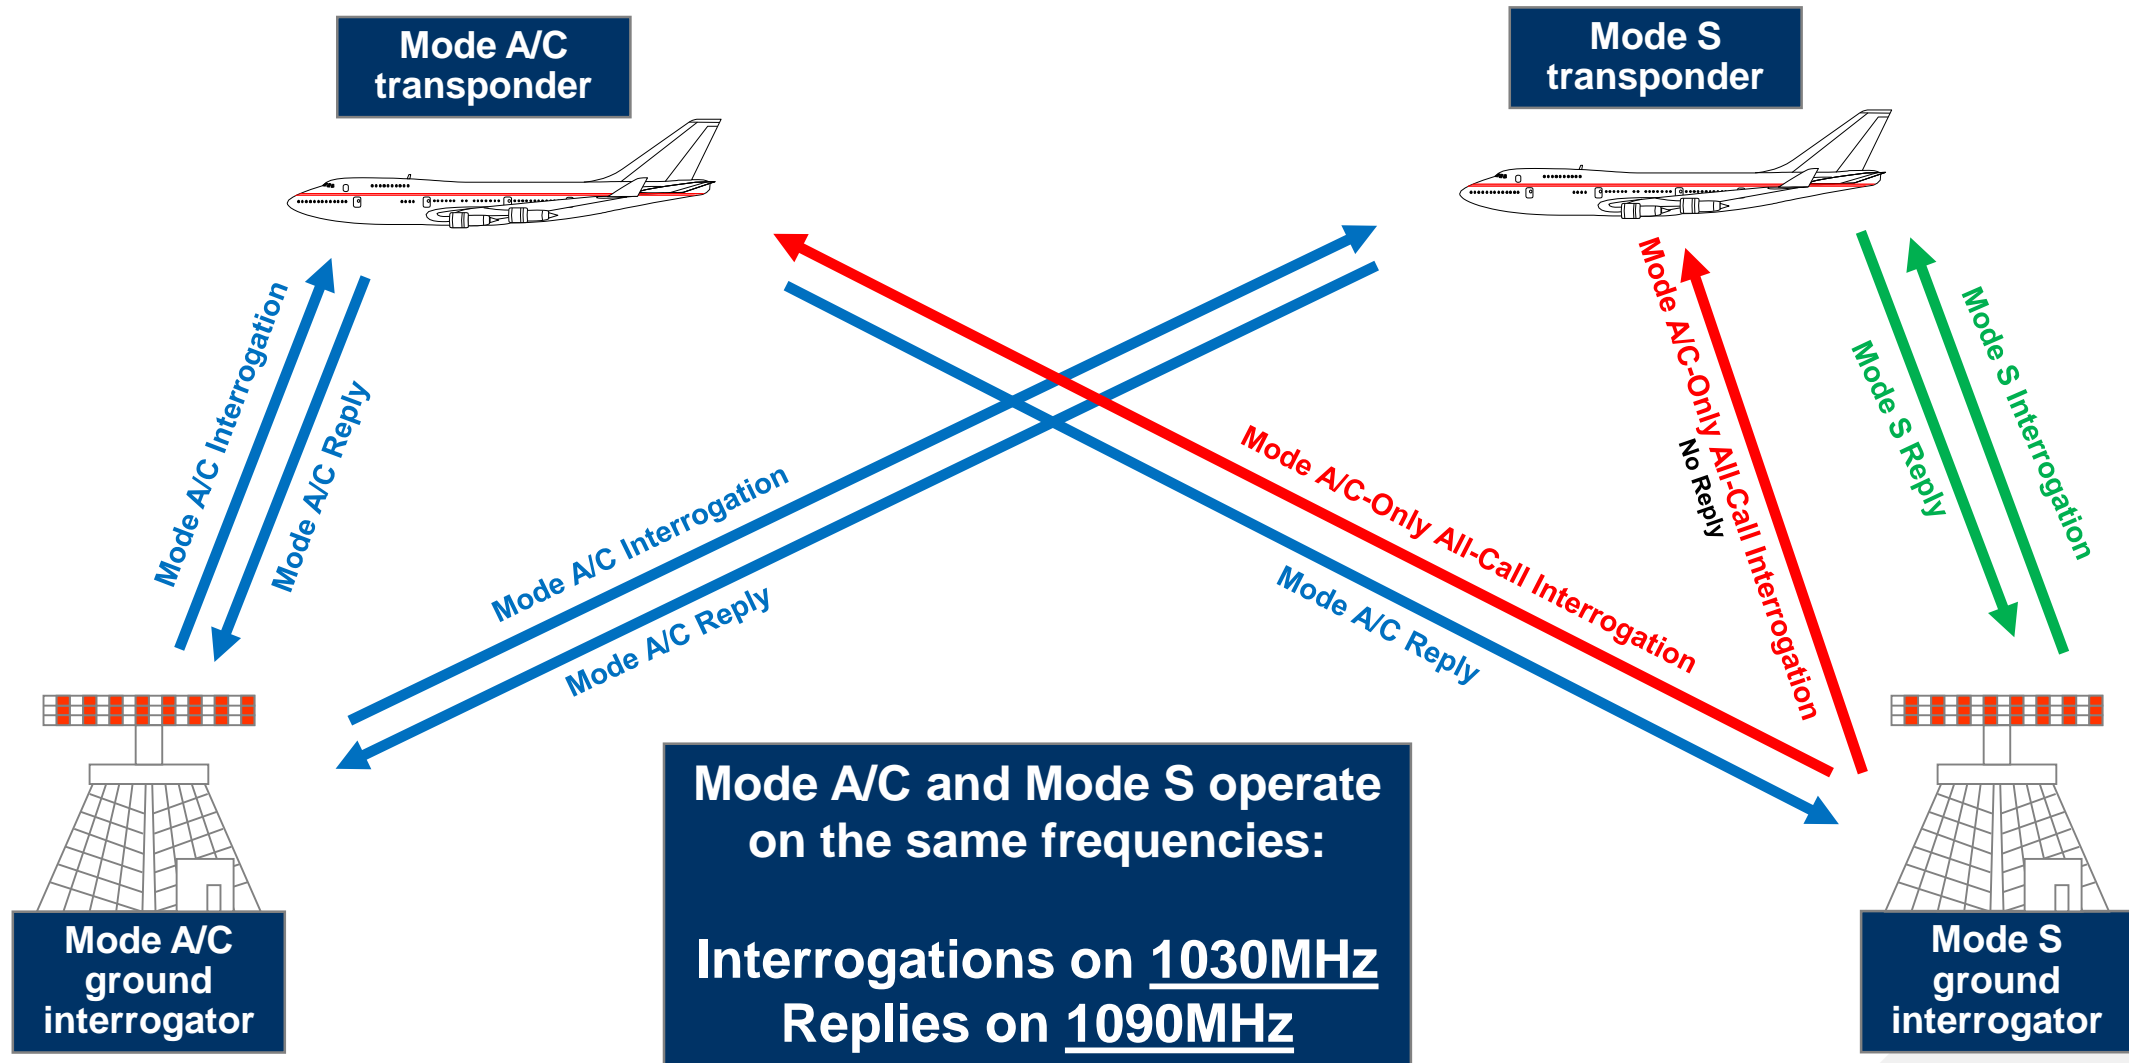 Mode A/C
transponder
Mode S
transponder
Mode A/C Interrogation
Mode A/C Reply
Mode A/C Interrogation
Mode A/C Reply
Mode A/C-Only All-Call Interrogation
Mode A/C Reply
Mode A/C-Only All-Call Interrogation
No Reply
Mode S Reply
Mode S Interrogation
Mode A/C and Mode S operate
on the same frequencies:
Interrogations on 1030MHz
Replies on 1090MHz
Mode A/C
ground
interrogator
Mode S
ground
interrogator